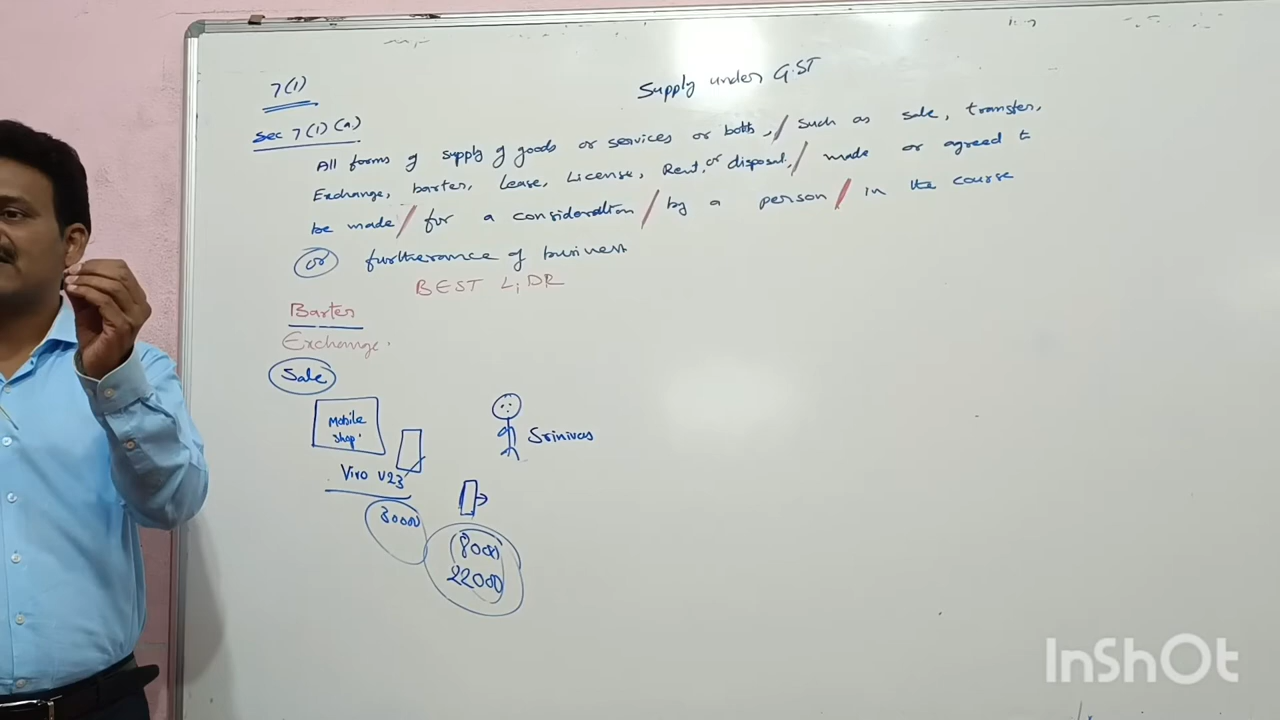 7(1)
Supply under G.ST
Sec 7(1)(a)
All forms of supply of goods or services or both, / such as sale, transfer,
Exchange, barter, Lease, License, Rent, or disposal, / made or agreed to
be made / for a consideration / by a person / in the course
or furtherance of business
BEST L, DR
Barter
Exchange.
Sale
Mobile
shop.
Srinivas
Vivo V23
30000
8000
22000
InShOt